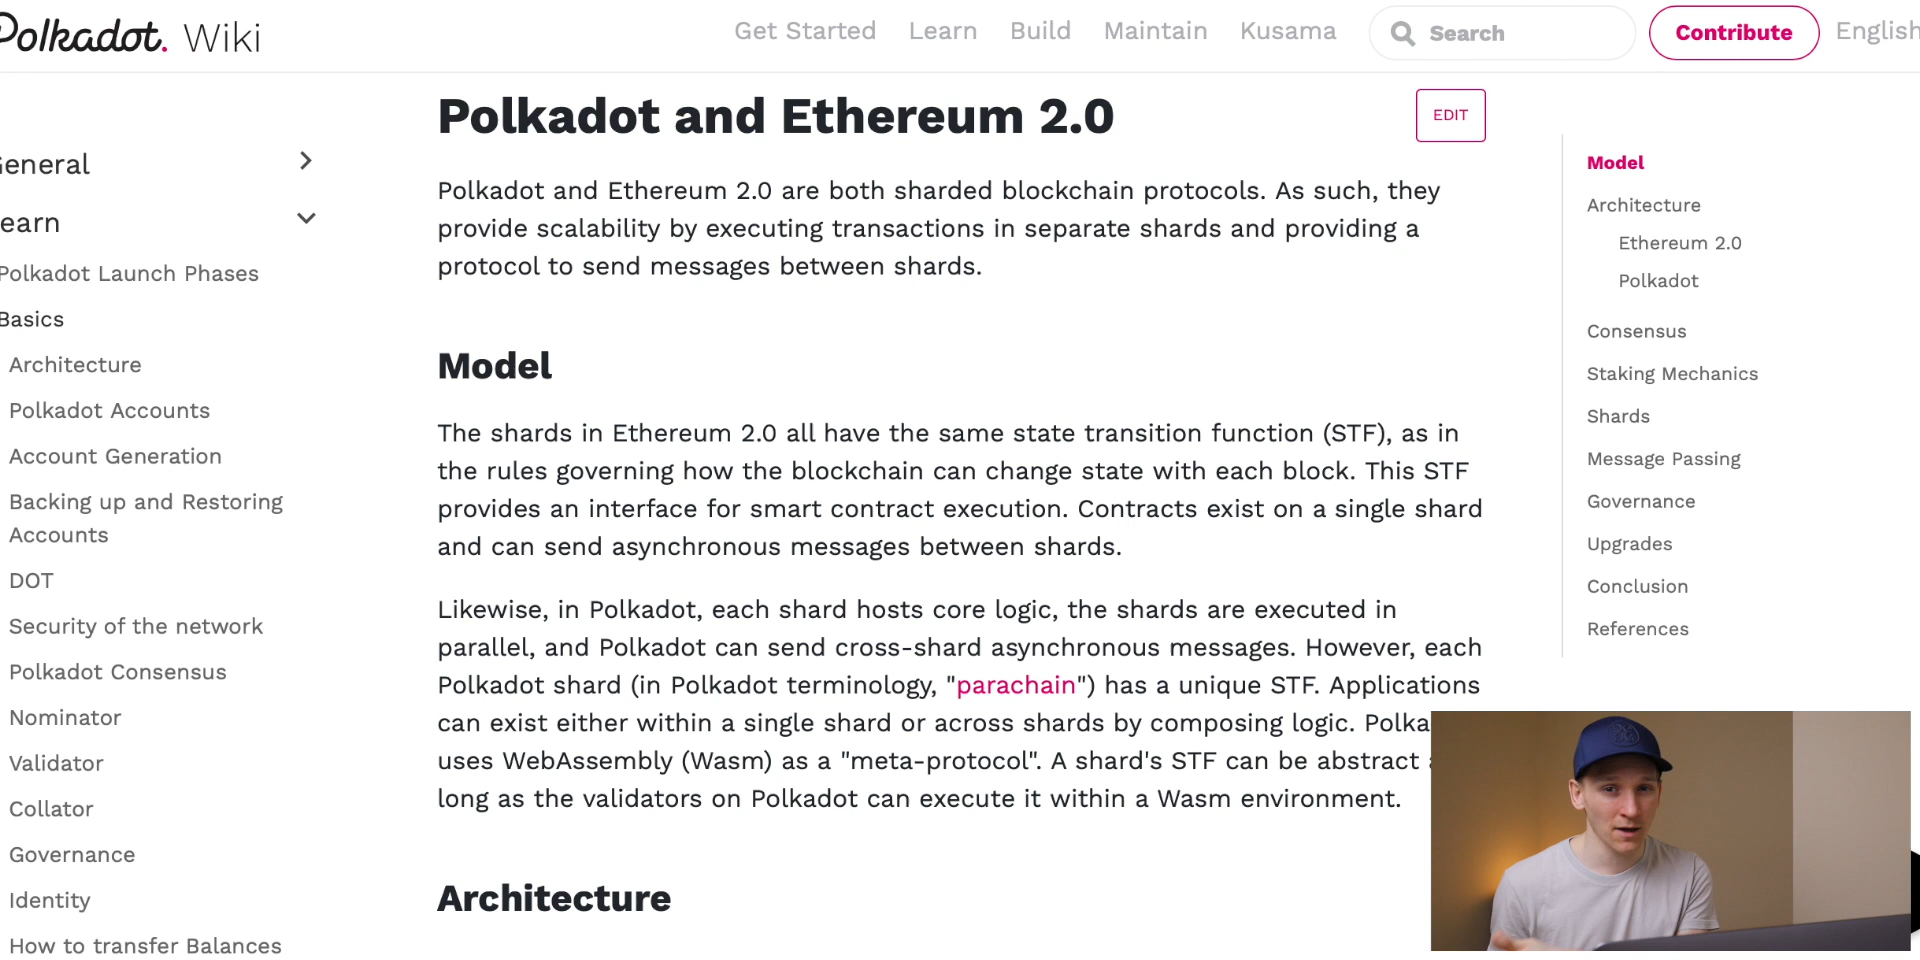 Polkadot. Wiki
Get Started Learn Build Maintain Kusama Search Contribute English
General
Learn
Polkadot Launch Phases
Basics
Architecture
Polkadot Accounts
Account Generation
Backing up and Restoring
Accounts
DOT
Security of the network
Polkadot Consensus
Nominator
Validator
Collator
Governance
Identity
How to transfer Balances
Polkadot and Ethereum 2.0
EDIT
Polkadot and Ethereum 2.0 are both sharded blockchain protocols. As such, they
provide scalability by executing transactions in separate shards and providing a
protocol to send messages between shards.
Model
The shards in Ethereum 2.0 all have the same state transition function (STF), as in
the rules governing how the blockchain can change state with each block. This STF
provides an interface for smart contract execution. Contracts exist on a single shard
and can send asynchronous messages between shards.
Likewise, in Polkadot, each shard hosts core logic, the shards are executed in
parallel, and Polkadot can send cross-shard asynchronous messages. However, each
Polkadot shard (in Polkadot terminology, "parachain") has a unique STF. Applications
can exist either within a single shard or across shards by composing logic. Polka
uses WebAssembly (Wasm) as a "meta-protocol". A shard's STF can be abstract
long as the validators on Polkadot can execute it within a Wasm environment.
Architecture
Model
Architecture
Ethereum 2.0
Polkadot
Consensus
Staking Mechanics
Shards
Message Passing
Governance
Upgrades
Conclusion
References